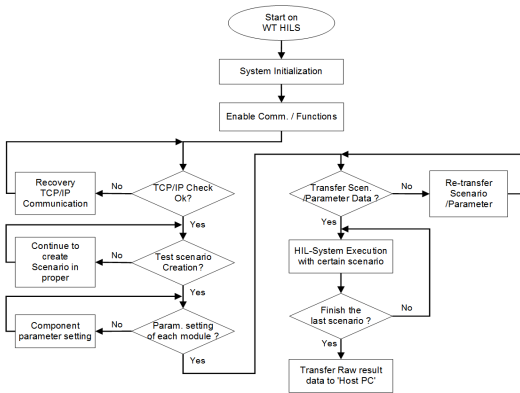 Start on
WT HILS
System Initialization
Enable Comm. / Functions
TCP/IP Check
Ok?
No
Recovery
TCP/IP
Communication
Yes
Test scenario
Creation?
No
Continue to
create
Scenario in
proper
Yes
Param. setting
of each module ?
No
Component
parameter setting
Yes
Transfer Scen.
/Parameter Data ?
No
Re-transfer
Scenario
/Parameter
Yes
HIL-System Execution
with certain scenario
Finish the
last scenario ?
No
Yes
Transfer Raw result
data to 'Host PC'